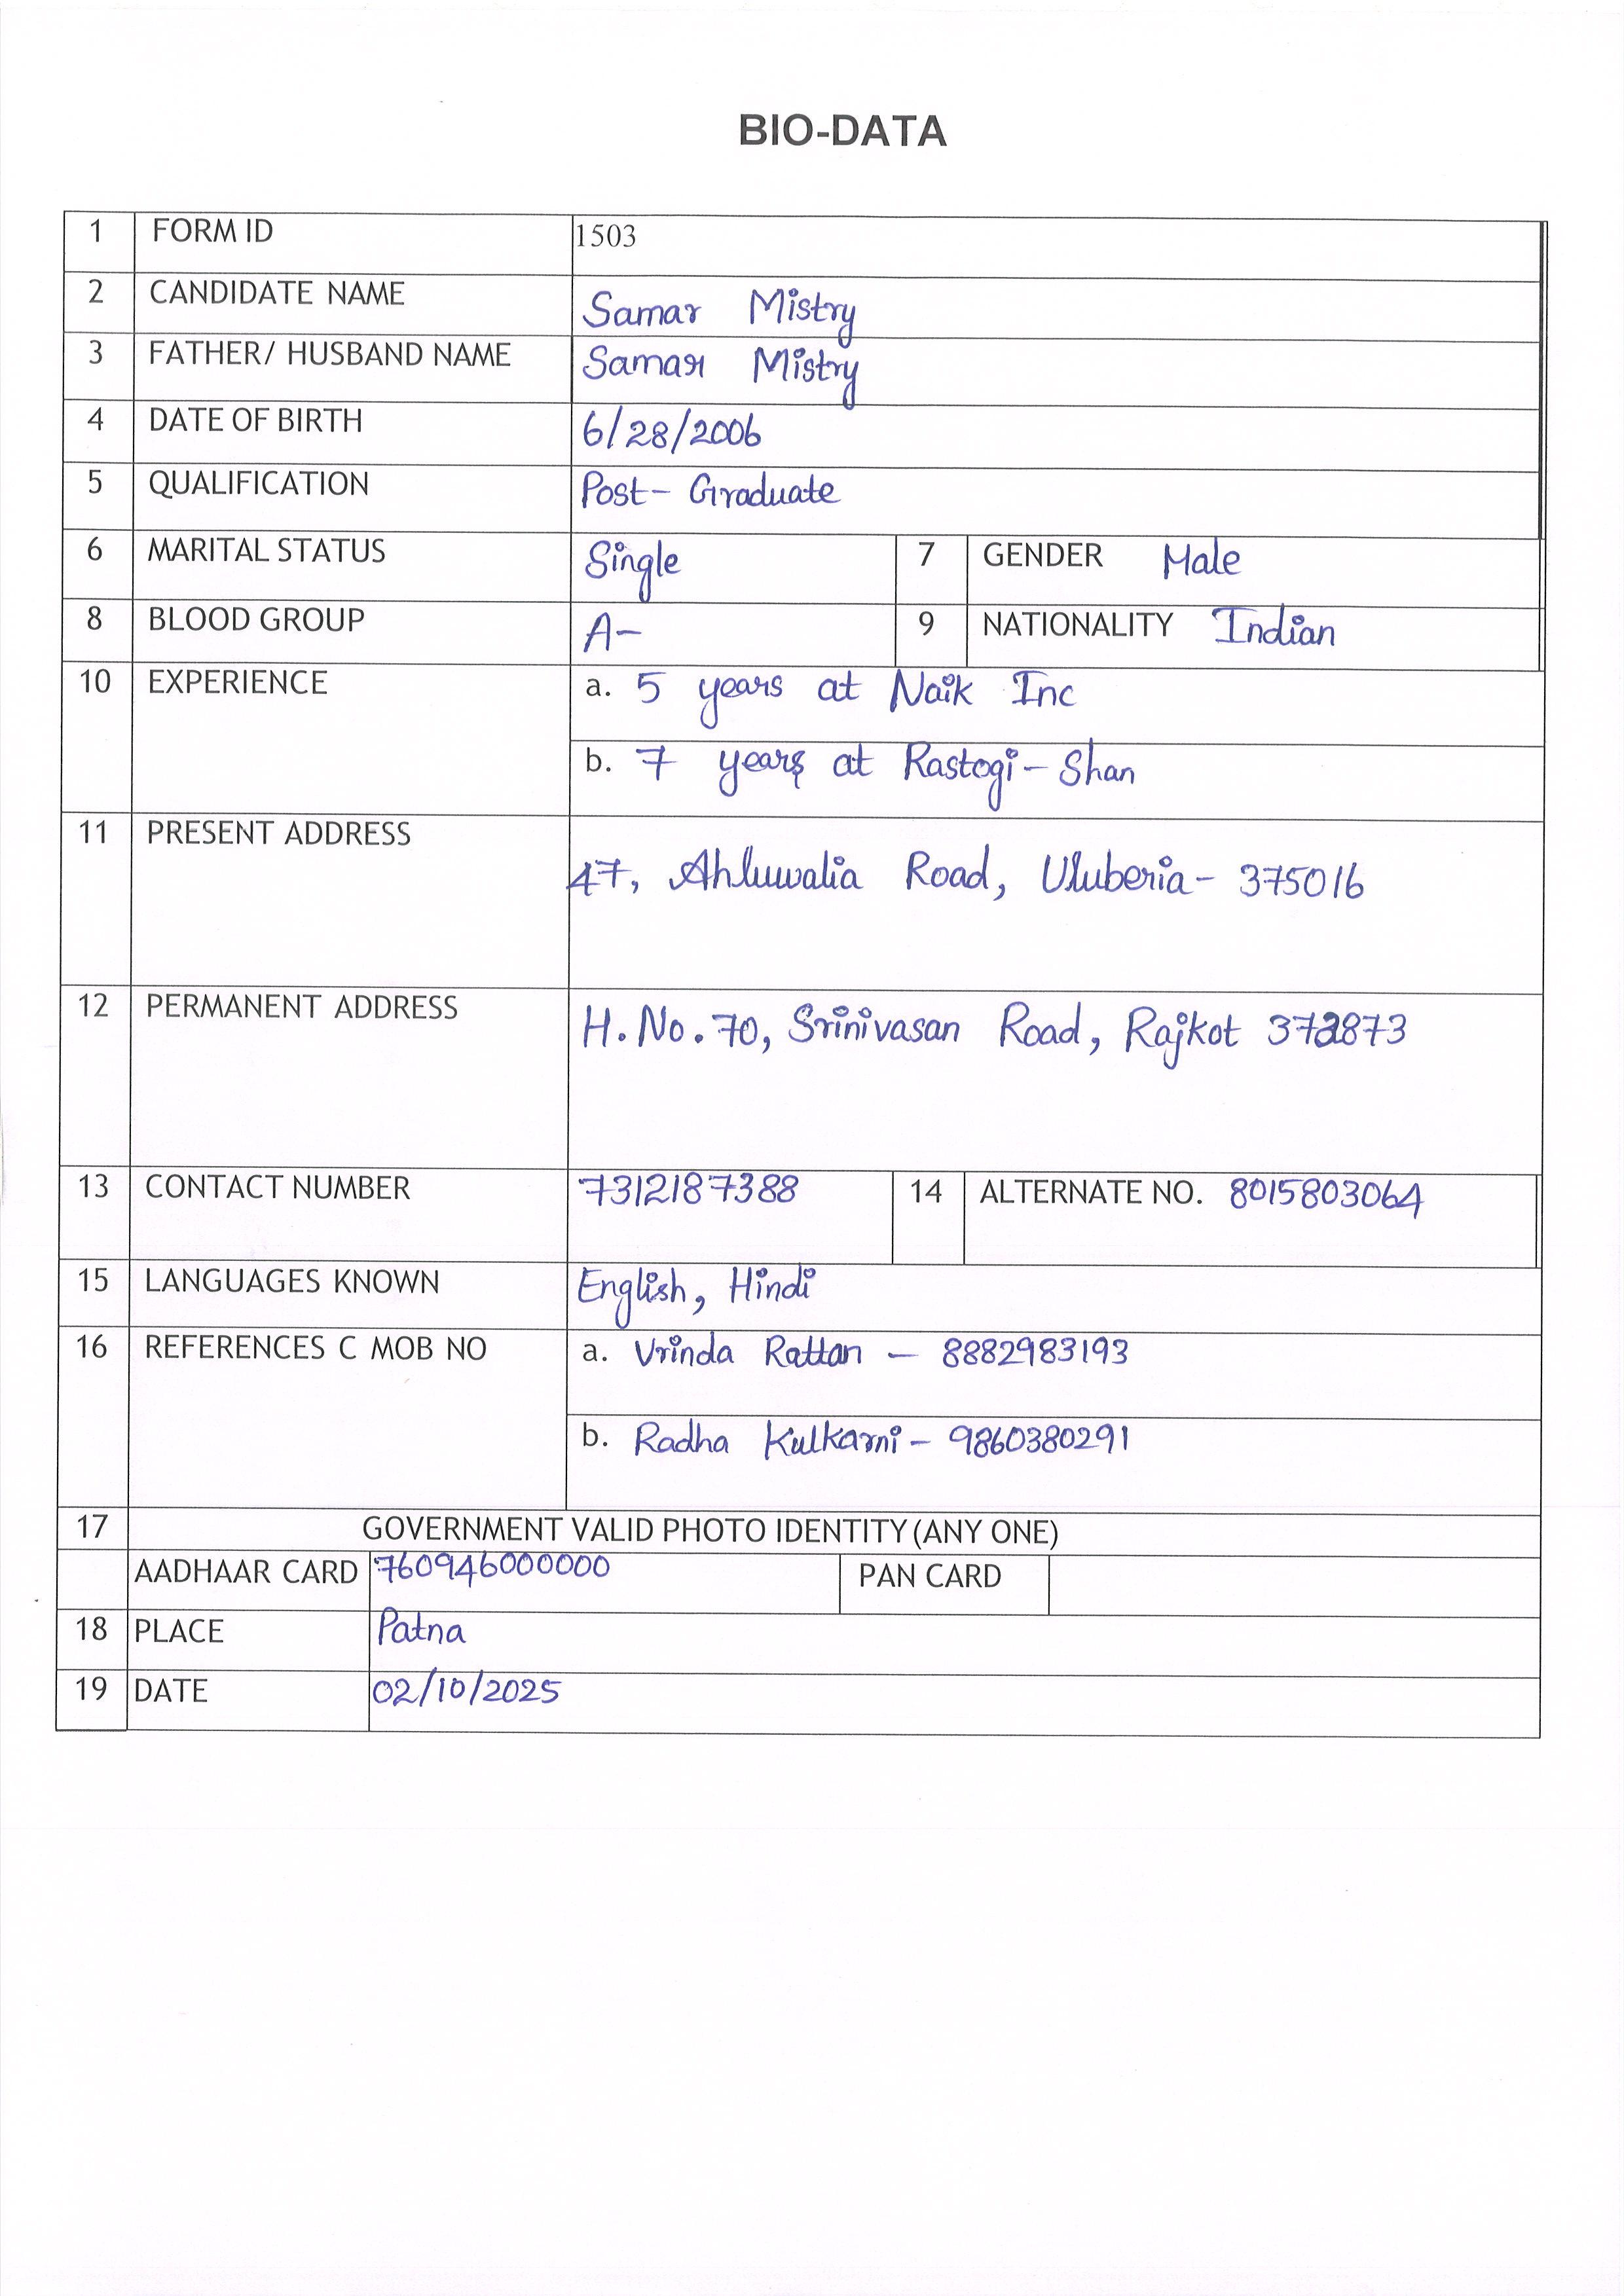 BIO-DATA
1 FORM ID 1503
2 CANDIDATE NAME Samar Mistry
3 FATHER/ HUSBAND NAME Samar Mistry
4 DATE OF BIRTH 6/28/2006
5 QUALIFICATION Post- Graduate
6 MARITAL STATUS Single 7 GENDER Male
8 BLOOD GROUP A- 9 NATIONALITY Indian
10 EXPERIENCE a. 5 years at Naik Inc
b. 7 years at Rastogi- Shan
11 PRESENT ADDRESS
47, Ahluwalia Road, Uluberia- 375016
12 PERMANENT ADDRESS H. No. 70, Srinivasan Road, Rajkot 372873
13 CONTACT NUMBER 7312187388 14 ALTERNATE NO. 8015803064
15 LANGUAGES KNOWN English, Hindi
16 REFERENCES C MOB NO a. Vrinda Rattan - 8882983193
b. Radha Kulkarni - 9860380291
17 GOVERNMENT VALID PHOTO IDENTITY (ANY ONE)
AADHAAR CARD 760946000000 PAN CARD
18 PLACE Patna
19 DATE 02/10/2025